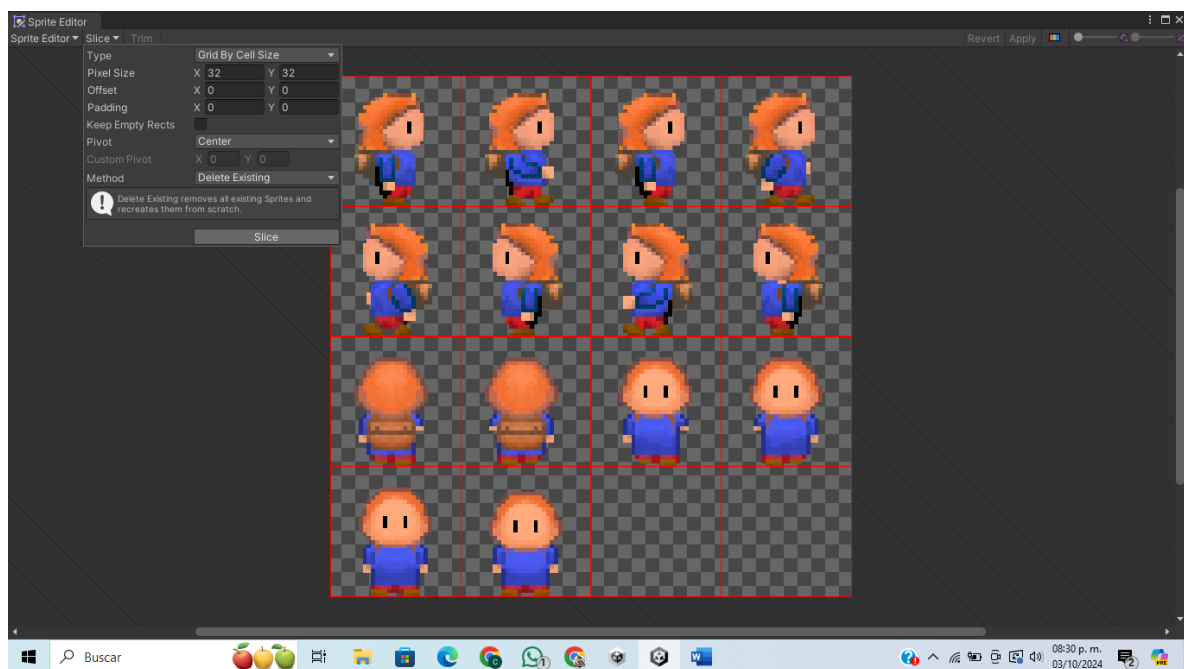 Sprite Editor
Sprite Editor Slice Trim Revert Apply
Type Grid By Cell Size
Pixel Size X 32 Y 32
Offset X 0 Y 0
Padding X 0 Y 0
Keep Empty Rects
Pivot Center
Custom Pivot X 0 Y 0
Method Delete Existing
Delete Existing removes all existing Sprites and
recreates them from scratch.
Slice
Buscar
08:30 p. m.
03/10/2024